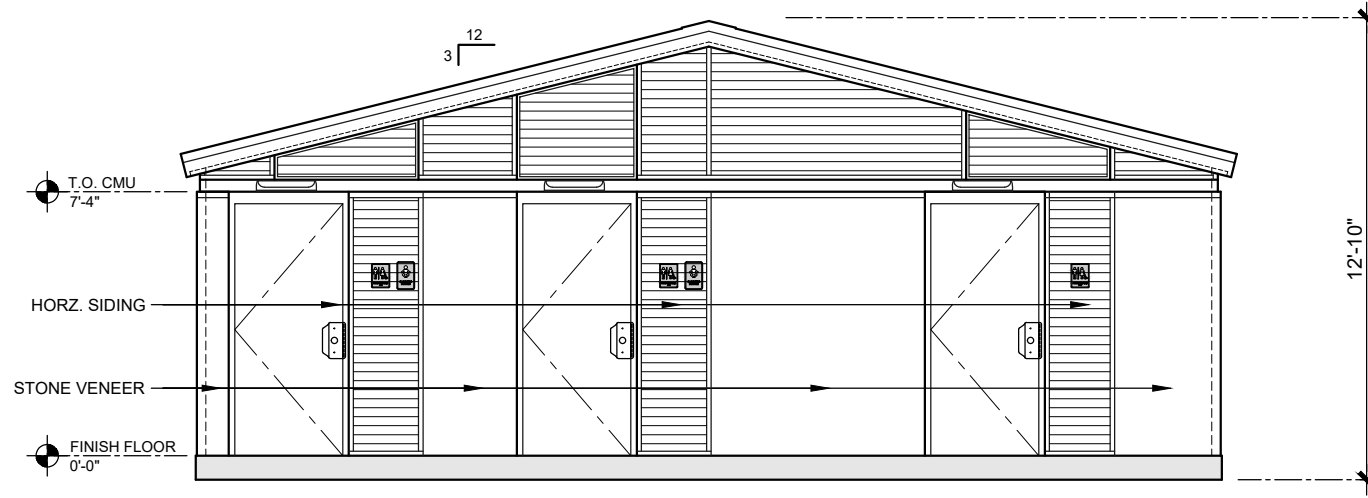 12
3
T.O. CMU
7'-4"
12'-10"
HORZ. SIDING
STONE VENEER
FINISH FLOOR
0'-0"